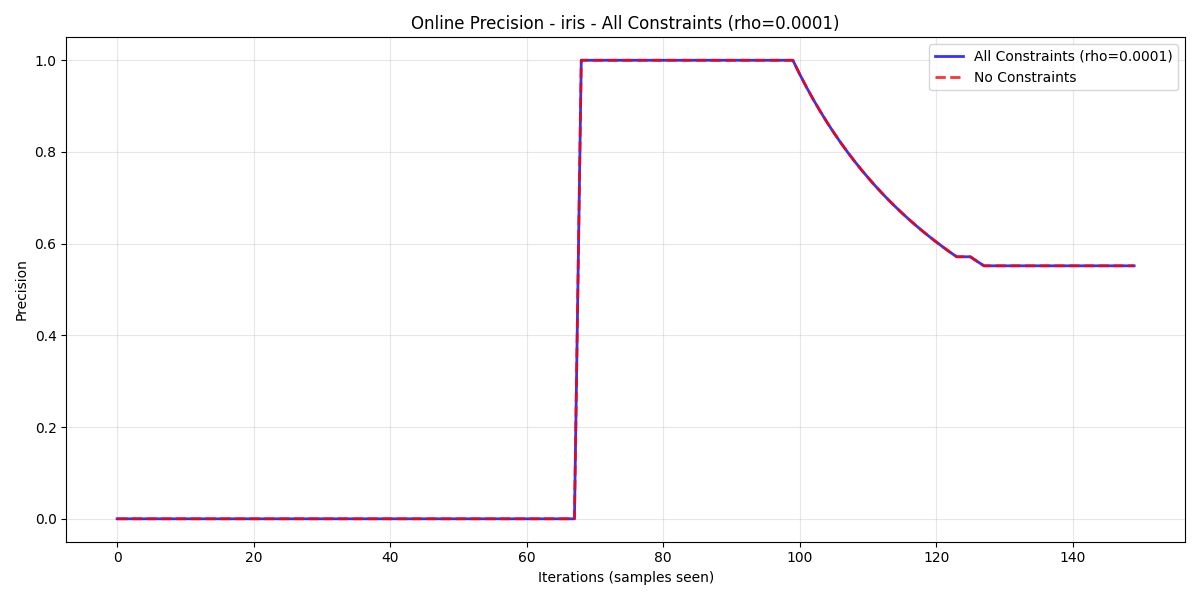 Online Precision - iris - All Constraints (rho=0.0001)
All Constraints (rho=0.0001)
No Constraints
Precision
1.0
0.8
0.6
0.4
0.2
0.0
0 20 40 60 80 100 120 140
Iterations (samples seen)